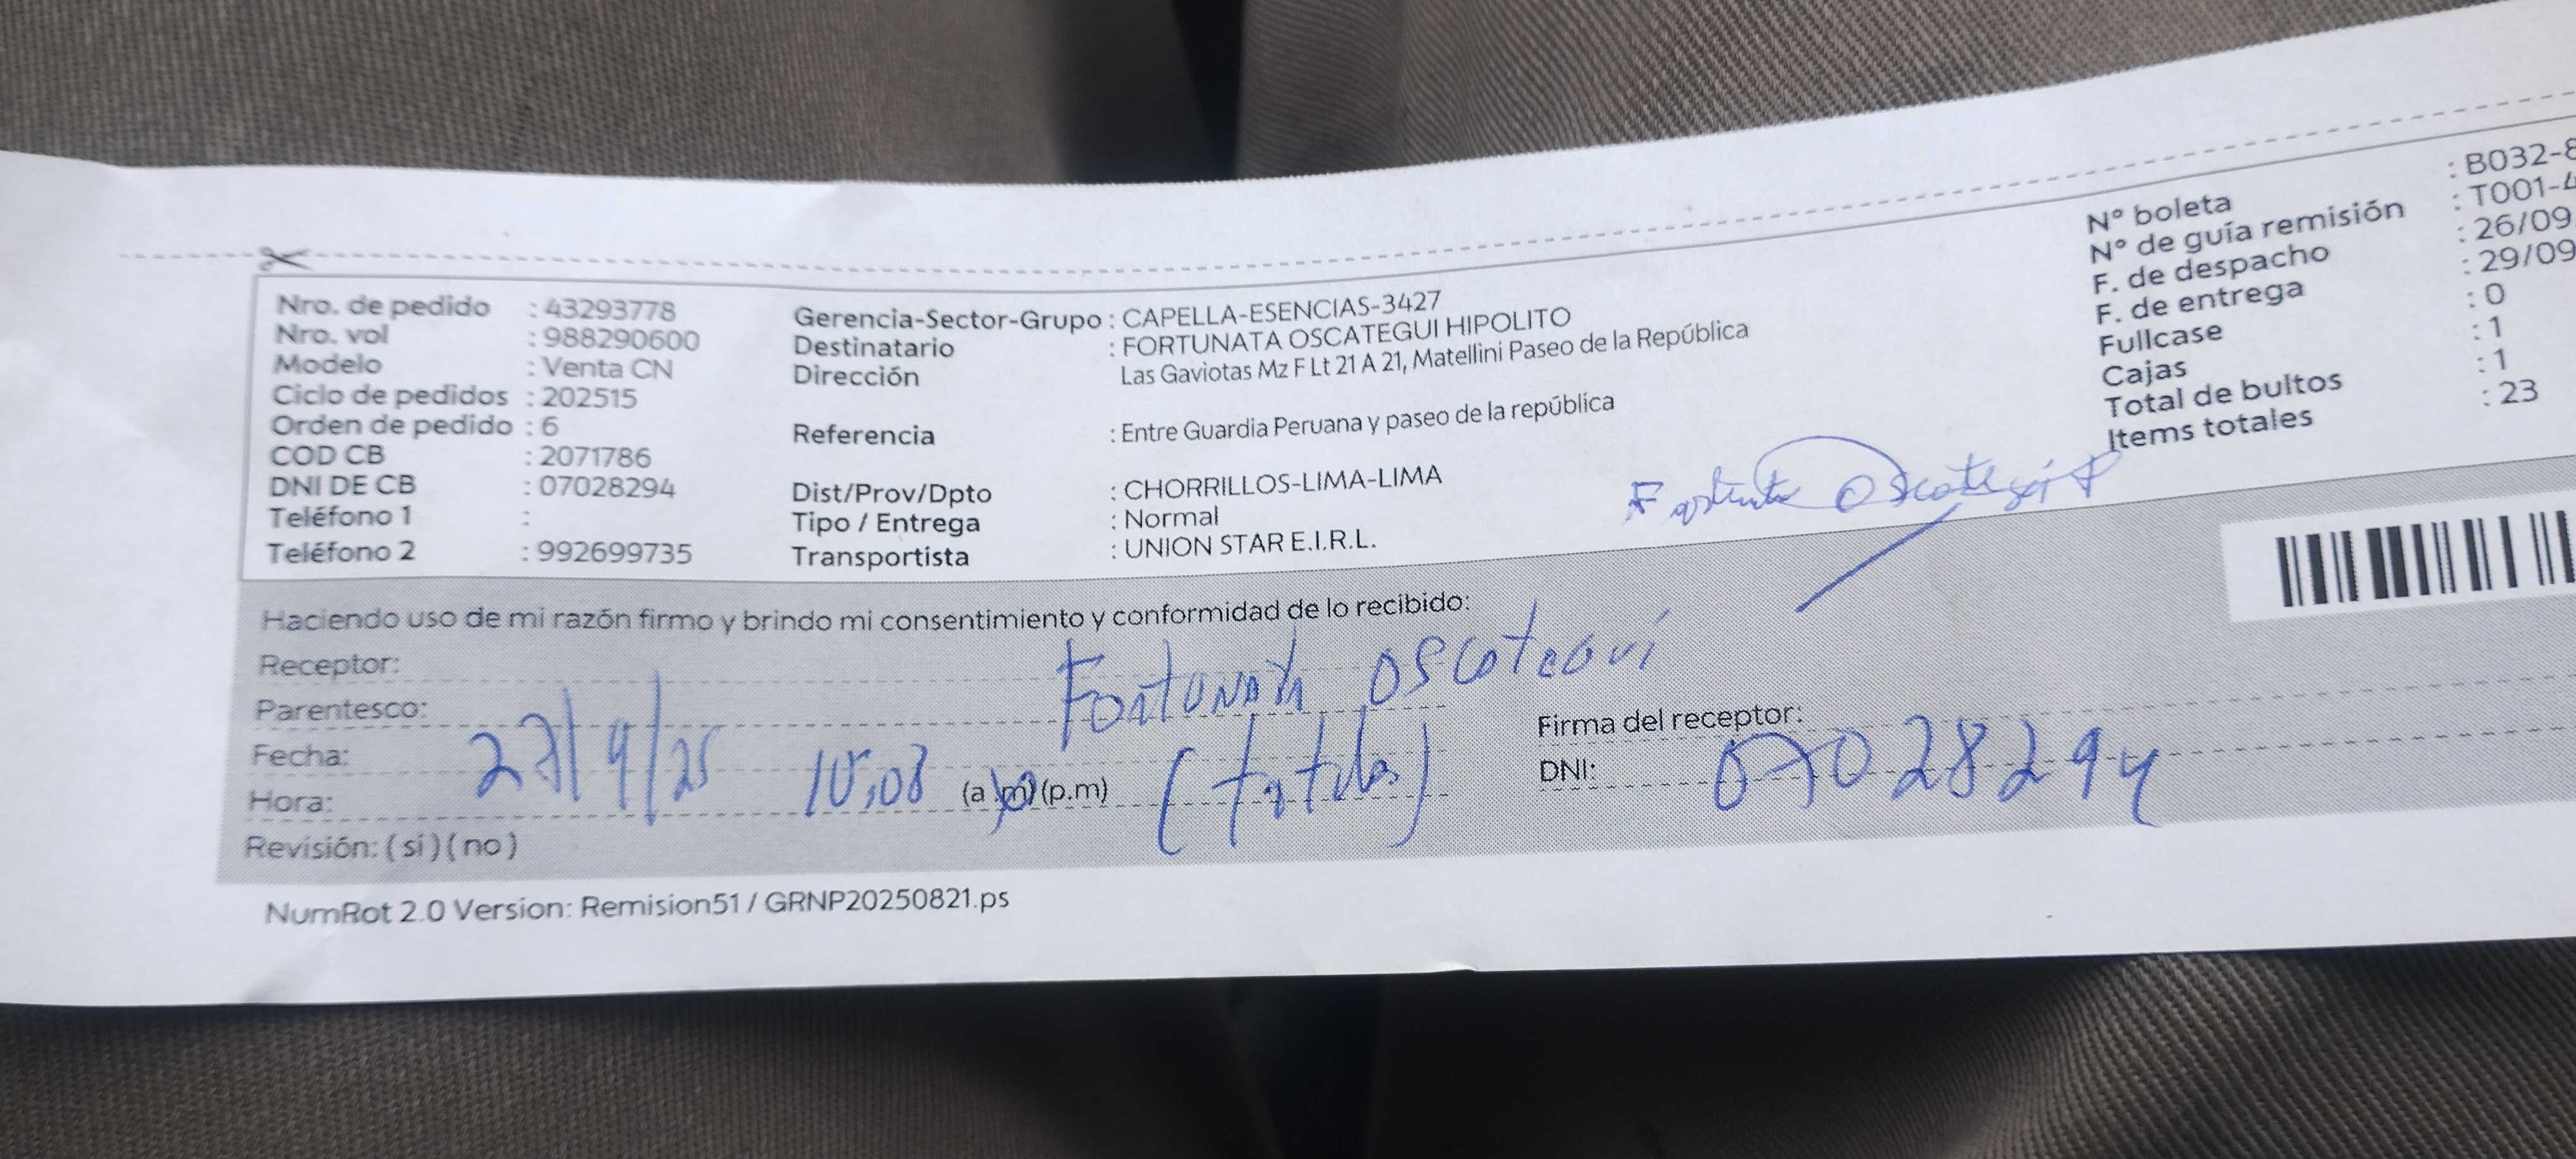 Nro. de pedido : 43293778
Nro. vol : 988290600
Modelo : Venta CN
Ciclo de pedidos : 202515
Orden de pedido : 6
COD CB : 2071786
DNI DE CB : 07028294
Teléfono 1 :
Teléfono 2 : 992699735
Gerencia-Sector-Grupo : CAPELLA-ESENCIAS-3427
Destinatario : FORTUNATA OSCATEGUI HIPOLITO
Dirección Las Gaviotas Mz F Lt 21 A 21, Matellini Paseo de la República
Referencia : Entre Guardia Peruana y paseo de la república
Dist/Prov/Dpto : CHORRILLOS-LIMA-LIMA
Tipo / Entrega : Normal
Transportista : UNION STAR E.I.R.L.
Nº boleta : B032-8
Nº de guía remisión : T001-4
F. de despacho : 26/09
F. de entrega : 29/09
Fullcase : 0
Cajas : 1
Total de bultos : 1
Items totales : 23
Fortunata Oscategui
Haciendo uso de mi razón firmo y brindo mi consentimiento y conformidad de lo recibido:
Receptor: Fortunata Oscategui
Parentesco: (titular)
Fecha: /9/25
Hora: (a.m) (p.m)
Revisión: ( si ) ( no )
Firma del receptor:
DNI: 07028294
NumRot 2.0 Version: Remision51 / GRNP20250821.ps